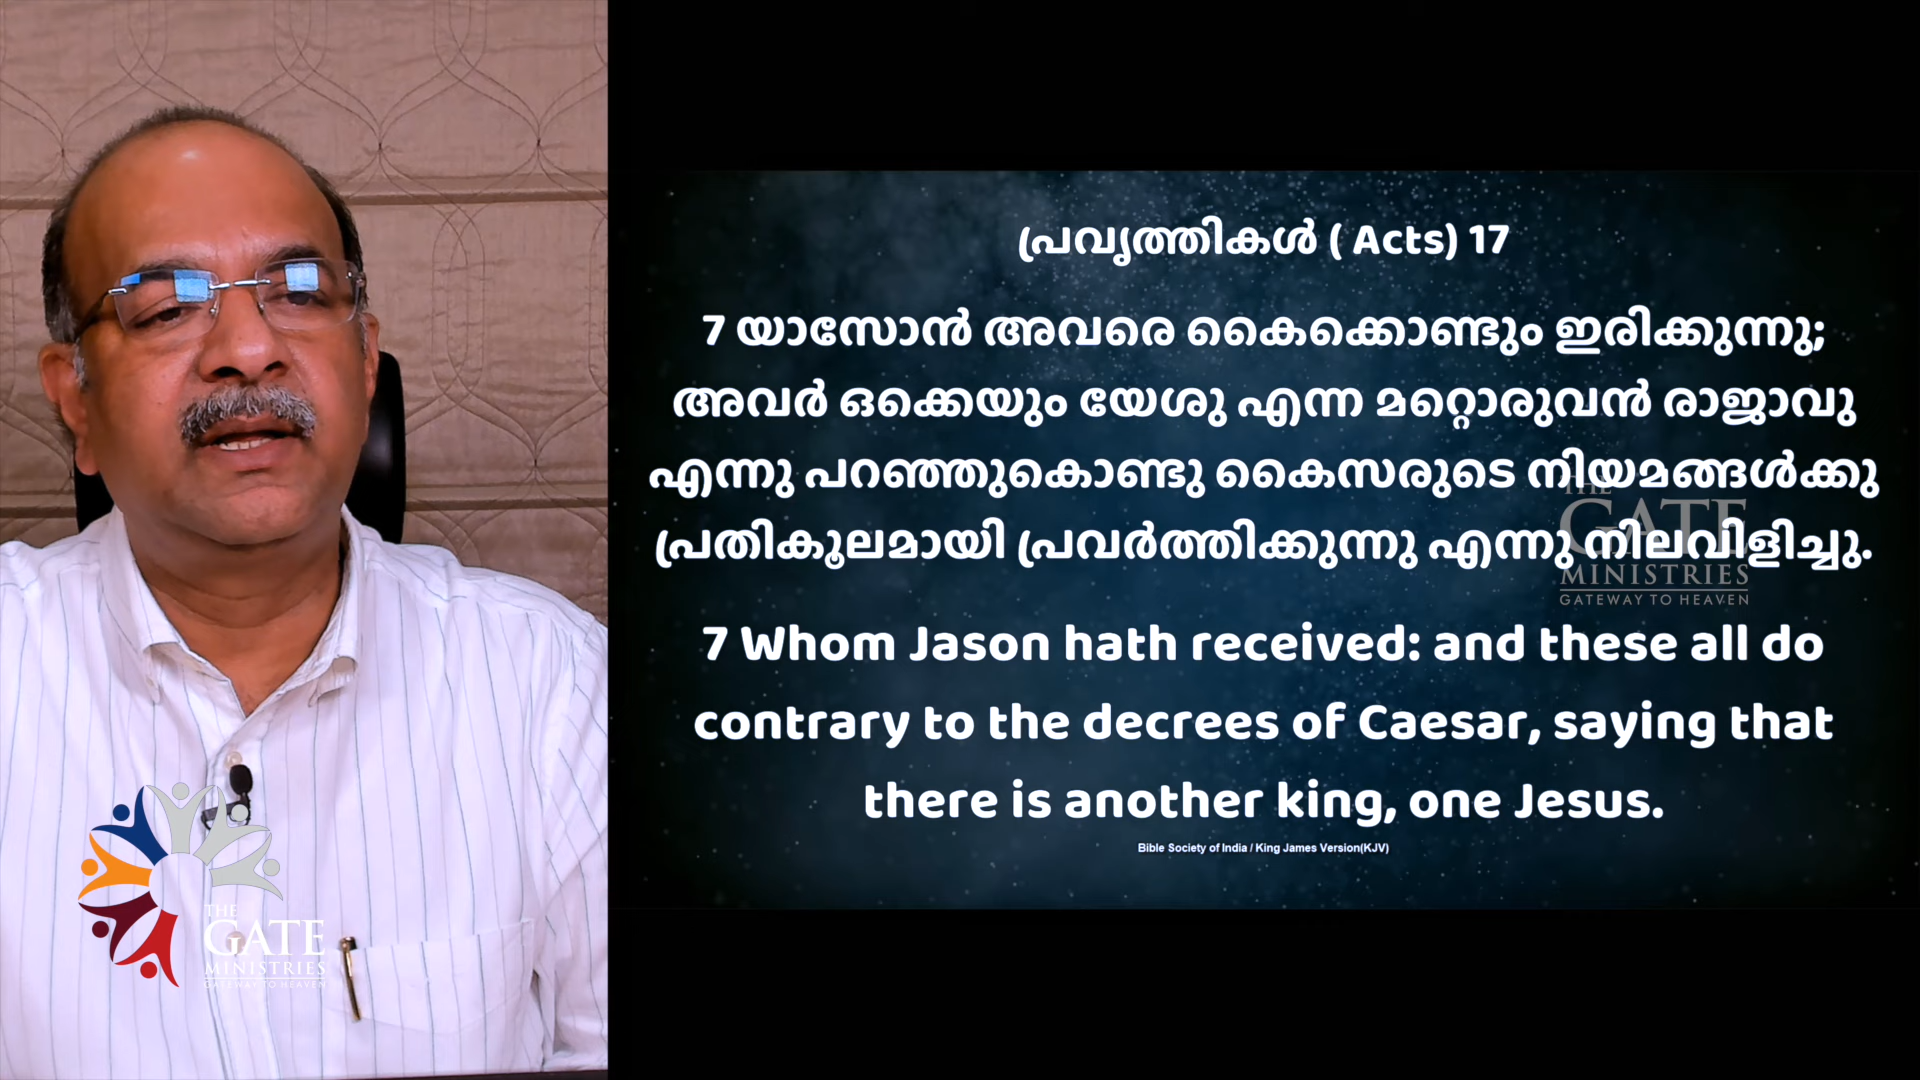 പ്രവൃത്തികൾ ( Acts) 17
7 യാസോൻ അവരെ കൈക്കൊണ്ടും ഇരിക്കുന്നു;
അവർ ഒക്കെയും യേശു എന്ന മറ്റൊരുവൻ രാജാവു
എന്നു പറഞ്ഞുകൊണ്ടു കൈസരുടെ നിയമങ്ങൾക്കു
പ്രതികൂലമായി പ്രവർത്തിക്കുന്നു എന്നു നിലവിളിച്ചു.
THE
GATE
MINISTRIES
GATEWAY TO HEAVEN
7 Whom Jason hath received: and these all do
contrary to the decrees of Caesar, saying that
there is another king, one Jesus.
Bible Society of India / King James Version(KJV)
THE
GATE
MINISTRIES
GATEWAY TO HEAVEN